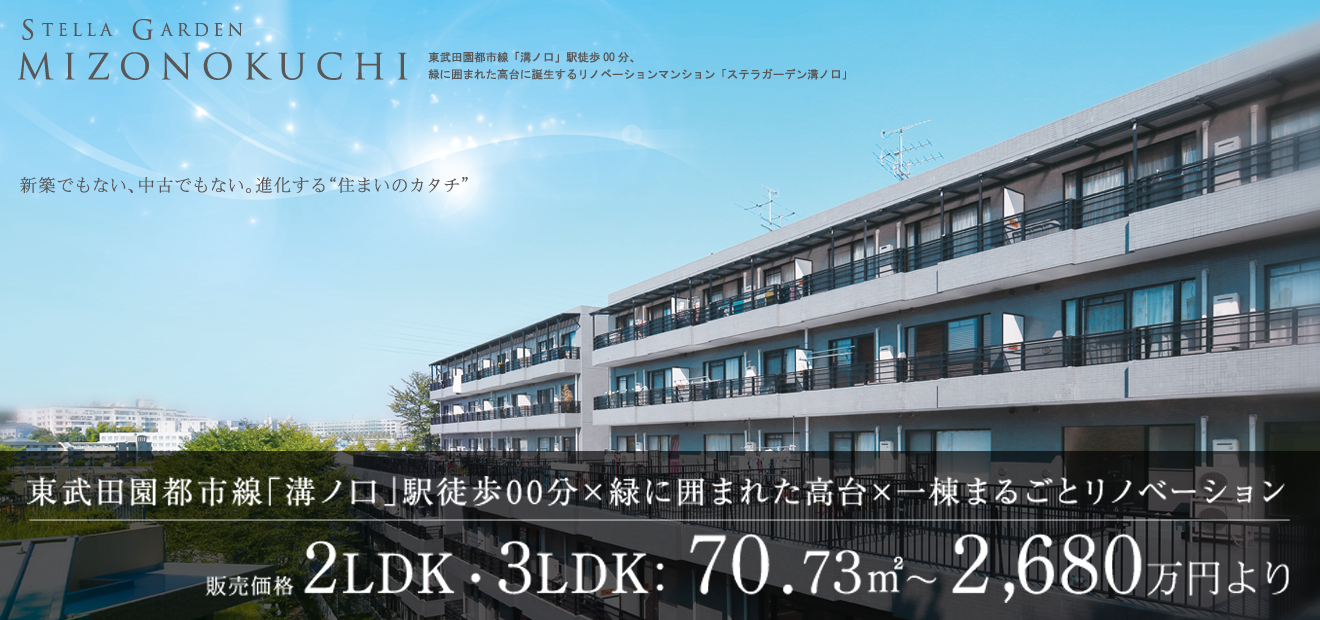 STELLA GARDEN
MIZONOKUCHI
東武田園都市線「溝ノ口」駅徒歩00分、
緑に囲まれた高台に誕生するリノベーションマンション「ステラガーデン溝ノ口」
新築でもない、中古でもない。進化する“住まいのカタチ”
東武田園都市線「溝ノ口」駅徒歩00分×緑に囲まれた高台×一棟まるごとリノベーション
販売価格 2LDK・3LDK: 70.73㎡～ 2,680万円より